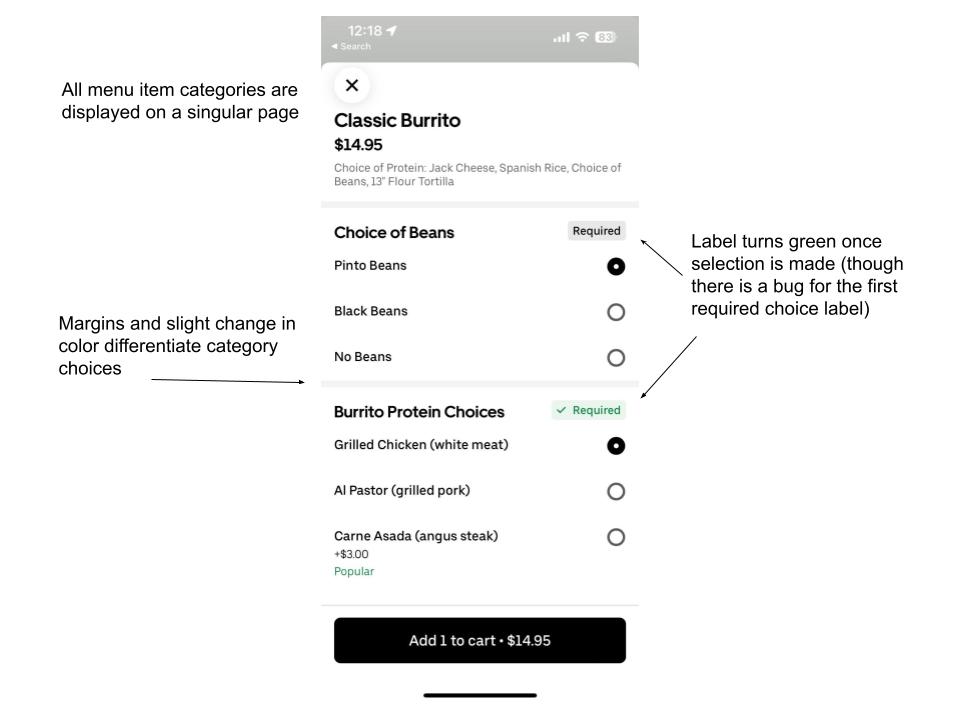 12:18
Search
83
All menu item categories are
displayed on a singular page
Classic Burrito
$14.95
Choice of Protein: Jack Cheese, Spanish Rice, Choice of
Beans, 13" Flour Tortilla
Choice of Beans
Required
Pinto Beans
Black Beans
No Beans
Label turns green once
selection is made (though
there is a bug for the first
required choice label)
Margins and slight change in
color differentiate category
choices
Burrito Protein Choices
Required
Grilled Chicken (white meat)
Al Pastor (grilled pork)
Carne Asada (angus steak)
+$3.00
Popular
Add 1 to cart • $14.95